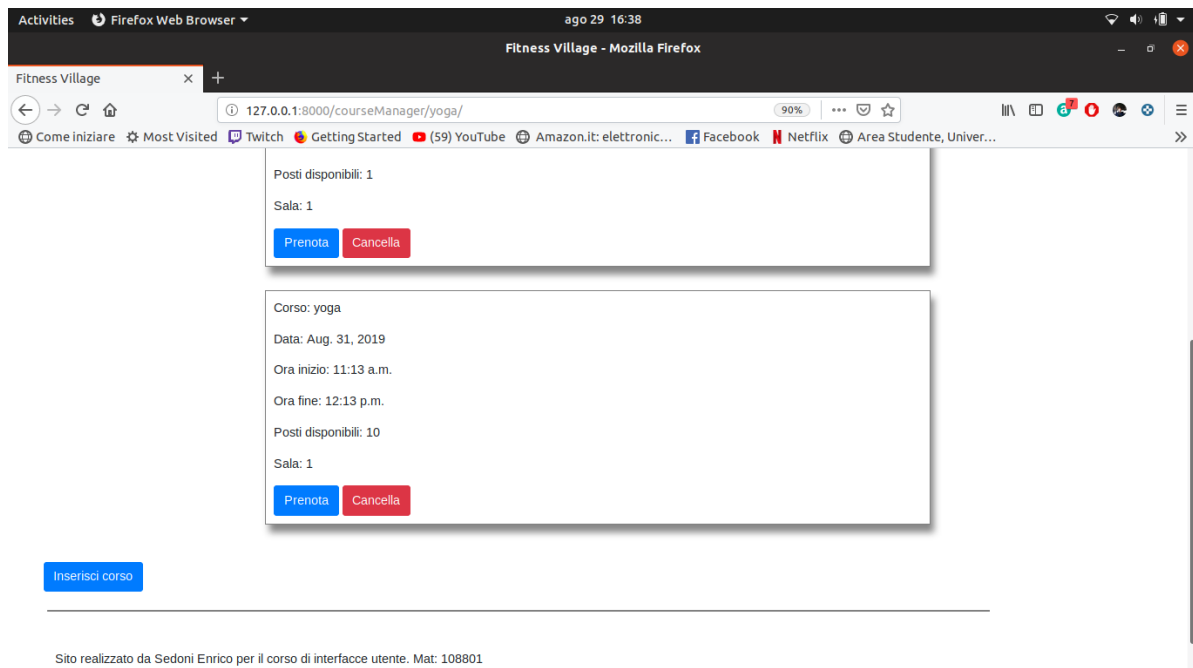 Activities Firefox Web Browser ago 29 16:38
Fitness Village - Mozilla Firefox
Fitness Village
127.0.0.1:8000/courseManager/yoga/ 90%
7
Come iniziare Most Visited Twitch Getting Started (59) YouTube Amazon.it: elettronic... Facebook Netflix Area Studente, Univer...
Posti disponibili: 1
Sala: 1
Prenota Cancella
Corso: yoga
Data: Aug. 31, 2019
Ora inizio: 11:13 a.m.
Ora fine: 12:13 p.m.
Posti disponibili: 10
Sala: 1
Prenota Cancella
Inserisci corso
Sito realizzato da Sedoni Enrico per il corso di interfacce utente. Mat: 108801